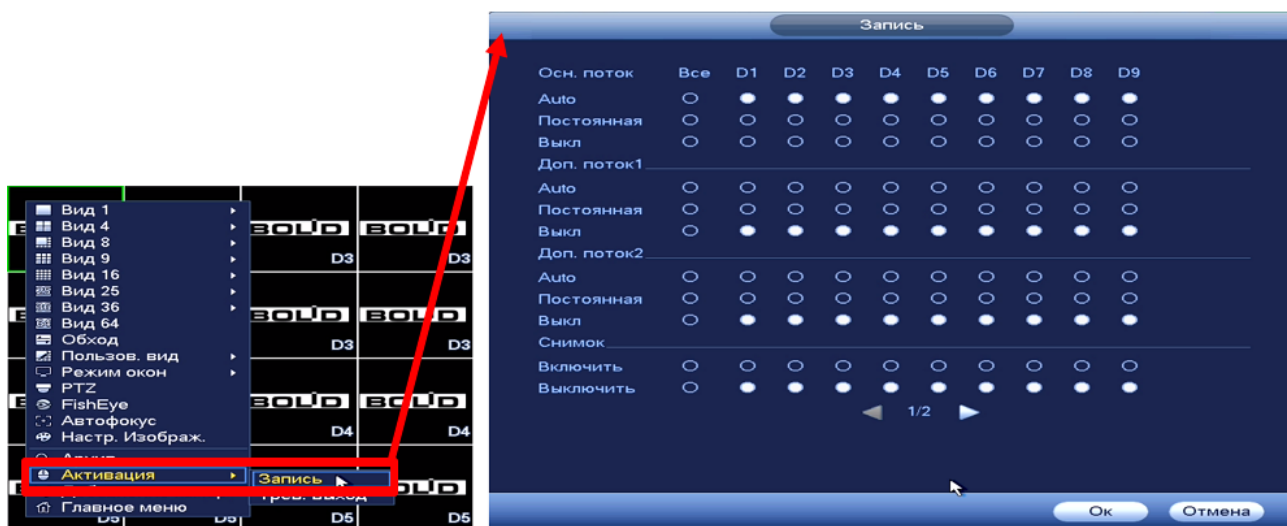 Запись
Осн. поток Все D1 D2 D3 D4 D5 D6 D7 D8 D9
Auto
Постоянная
Выкл
Доп. поток1
Auto
Постоянная
Выкл
Доп. поток2
Auto
Постоянная
Выкл
Снимок
Включить
Выключить
1/2
Ок Отмена
Вид 1
Вид 4
Вид 8
Вид 9
Вид 16
Вид 25
Вид 36
Вид 64
Обход
Пользов. вид
Режим окон
PTZ
FishEye
Автофокус
Настр. Изображ.
Активация
Запись
Главное меню
BOLID BOLID
D3 D3
BOLID BOLID
D3 D3
BOLID BOLID
D4 D4
D5 D5 D5 D5